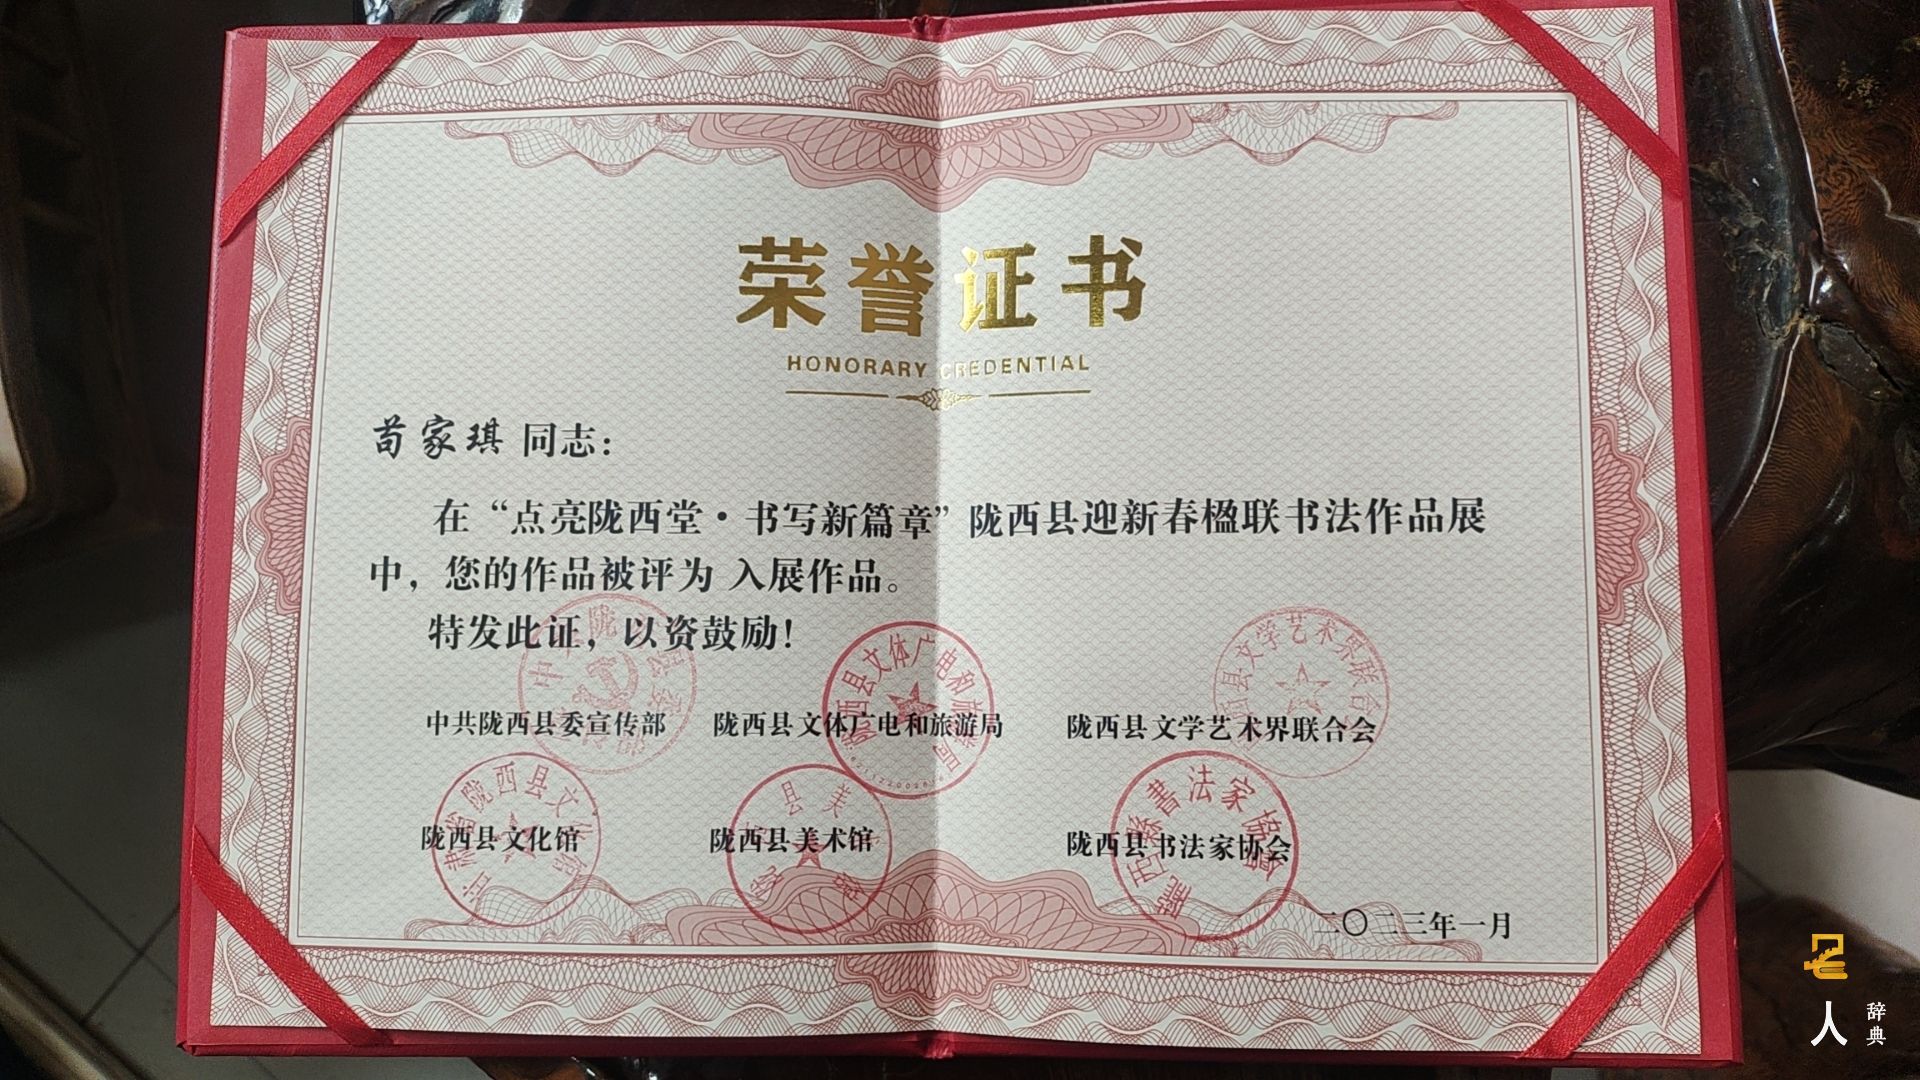 荣誉证书
HONORARY CREDENTIAL
苟家琪 同志：
在“点亮陇西堂·书写新篇章”陇西县迎新春楹联书法作品展
中，您的作品被评为 入展作品。
特发此证，以资鼓励！
中共陇西县委宣传部 陇西县文体广电和旅游局 陇西县文学艺术界联合会
陇西县文化馆 陇西县美术馆 陇西县书法家协会
二〇二三年一月
人
辞典